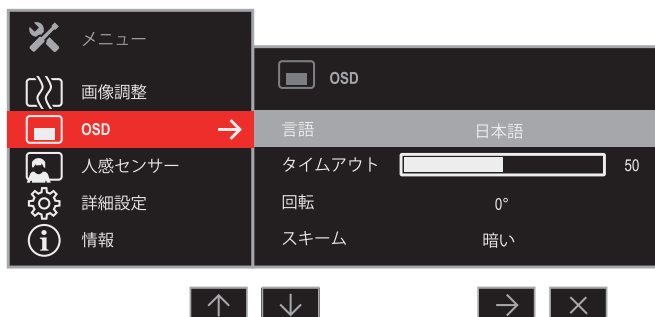 メニュー
画像調整
OSD
人感センサー
詳細設定
情報
OSD
言語 日本語
タイムアウト 50
回転 0°
スキーム 暗い